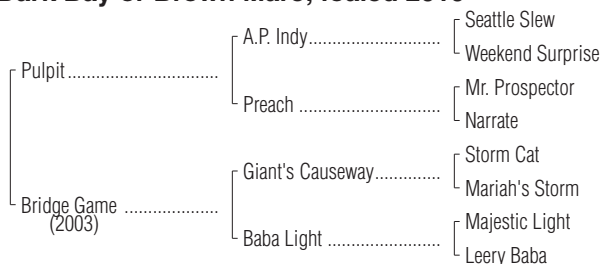 Seattle Slew
A.P. Indy..............................
Weekend Surprise
Pulpit..................................
Mr. Prospector
Preach ................................
Narrate
Storm Cat
Giant's Causeway..............
Mariah's Storm
Bridge Game .....................
(2003)
Majestic Light
Baba Light .........................
Leery Baba